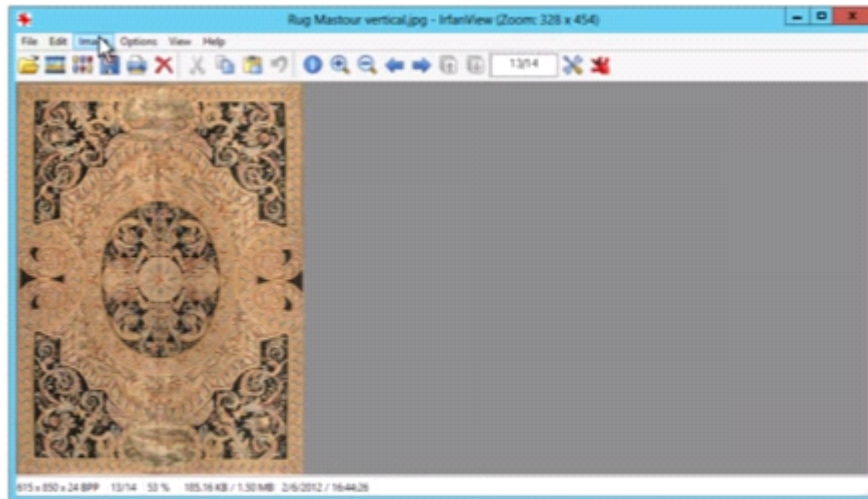 Rug Mastour vertical.jpg - IrfanView (Zoom: 328 x 454)
File Edit Image Options View Help
13/14
615 x 850 x 24 BPP 13/14 53 % 185.16 KB / 1.50 MB 2/6/2012 / 16:44:26